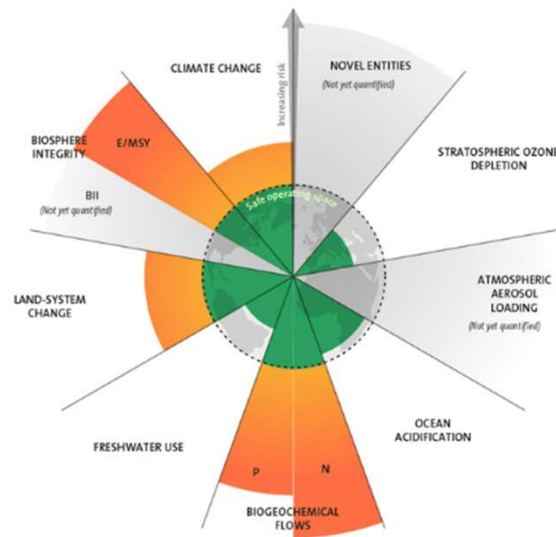 CLIMATE CHANGE
Increasing risk
NOVEL ENTITIES
(Not yet quantified)
STRATOSPHERIC OZONE
DEPLETION
ATMOSPHERIC
AEROSOL
LOADING
(Not yet quantified)
OCEAN
ACIDIFICATION
N
P
BIOGEOCHEMICAL
FLOWS
FRESHWATER USE
LAND-SYSTEM
CHANGE
BIOSPHERE
INTEGRITY
E/MSY
BII
(Not yet quantified)
Safe operating space